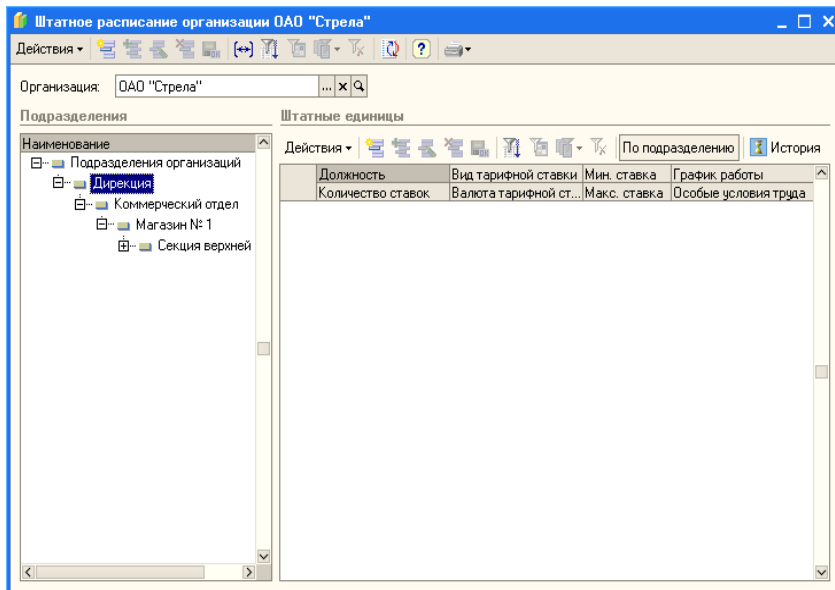 Штатное расписание организации ОАО "Стрела"
Действия
Организация: ОАО "Стрела"
Подразделения
Штатные единицы
Наименование
Подразделения организаций
Дирекция
Коммерческий отдел
Магазин № 1
Секция верхней
Действия По подразделению История
Должность Вид тарифной ставки Мин. ставка График работы
Количество ставок Валюта тарифной ст... Макс. ставка Особые условия труда